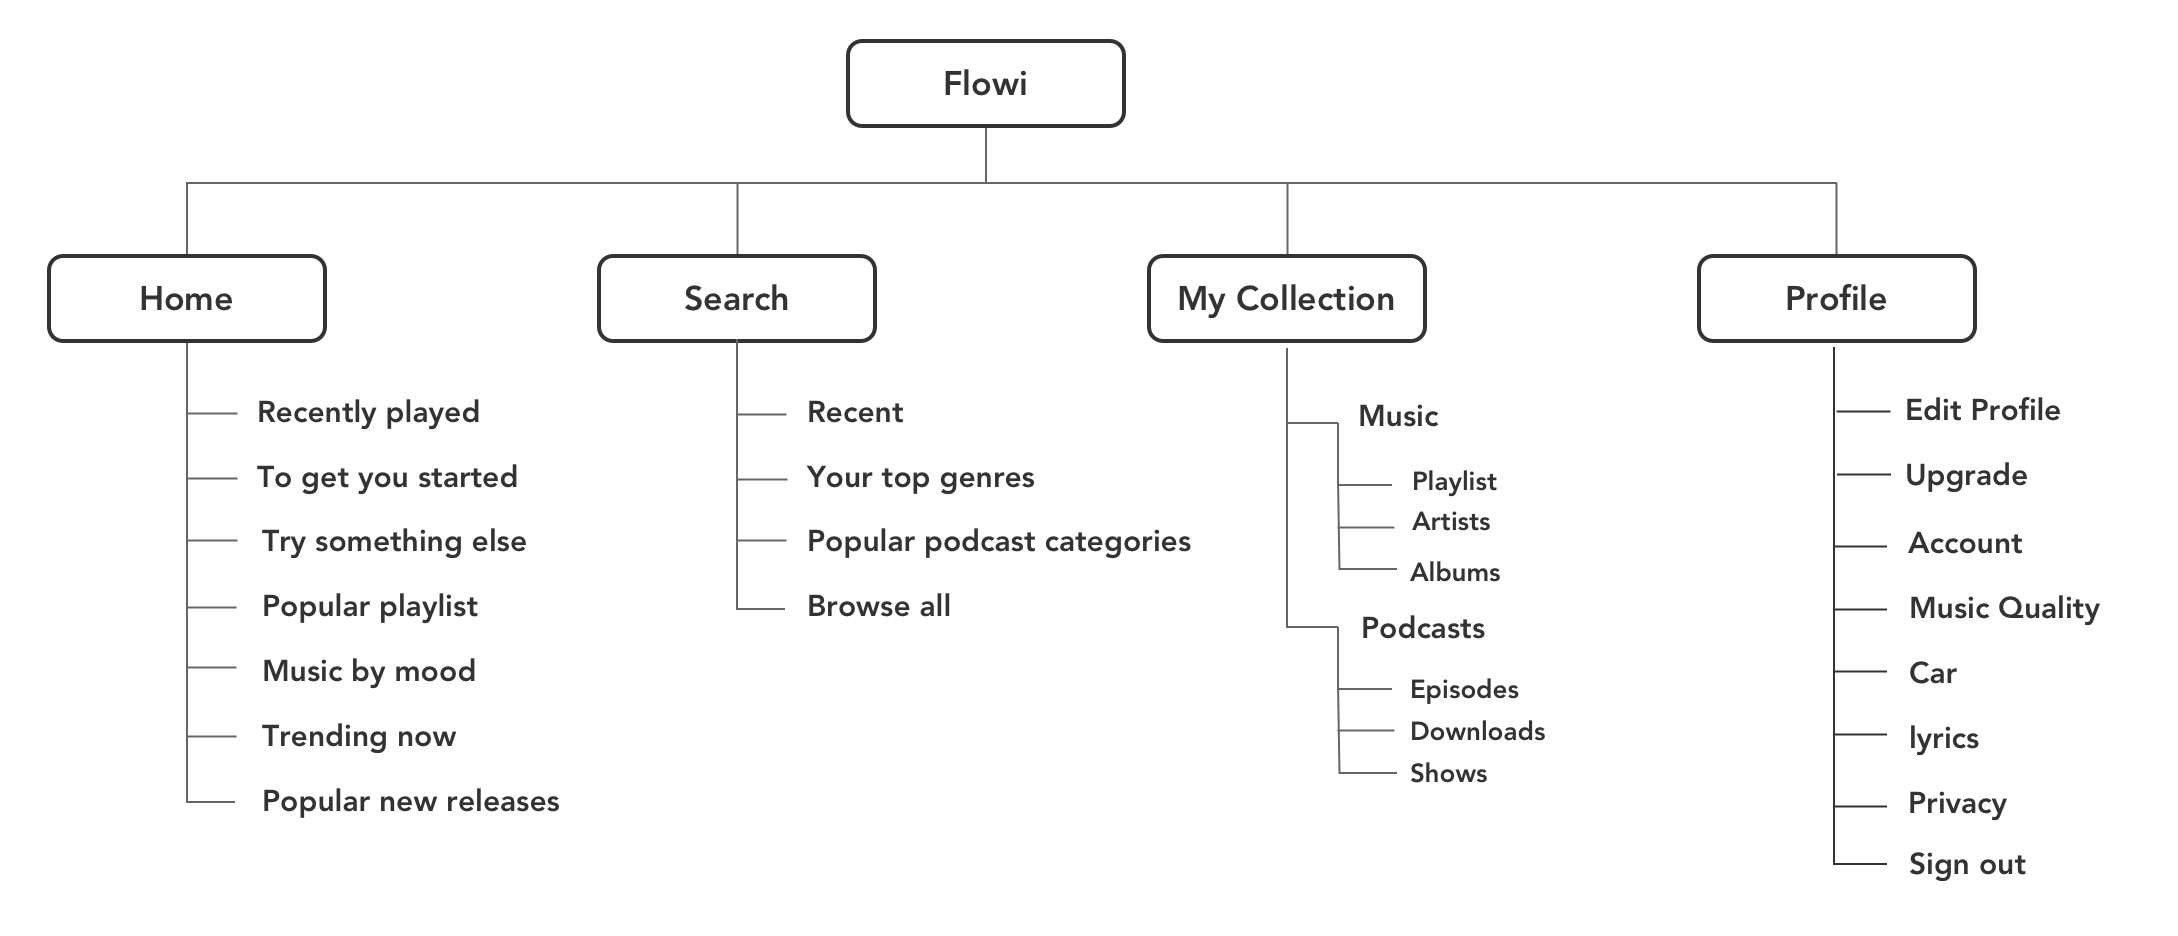 Flowi
Home
Search
My Collection
Profile
Recently played
To get you started
Try something else
Popular playlist
Music by mood
Trending now
Popular new releases
Recent
Your top genres
Popular podcast categories
Browse all
Music
Playlist
Artists
Albums
Podcasts
Episodes
Downloads
Shows
Edit Profile
Upgrade
Account
Music Quality
Car
lyrics
Privacy
Sign out